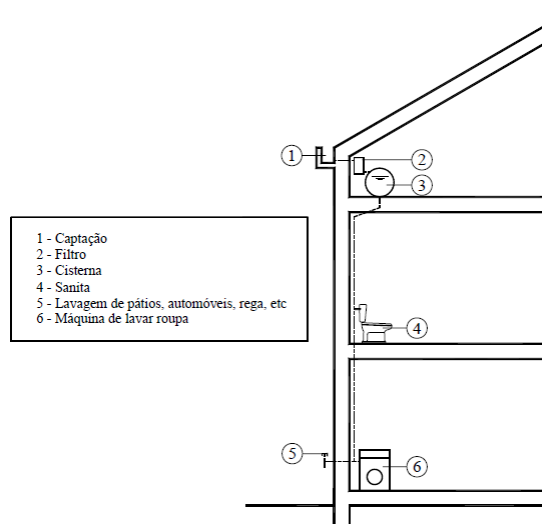 1
2
3
1 - Captação
2 - Filtro
3 - Cisterna
4 - Sanita
5 - Lavagem de pátios, automóveis, rega, etc
6 - Máquina de lavar roupa
4
5
6